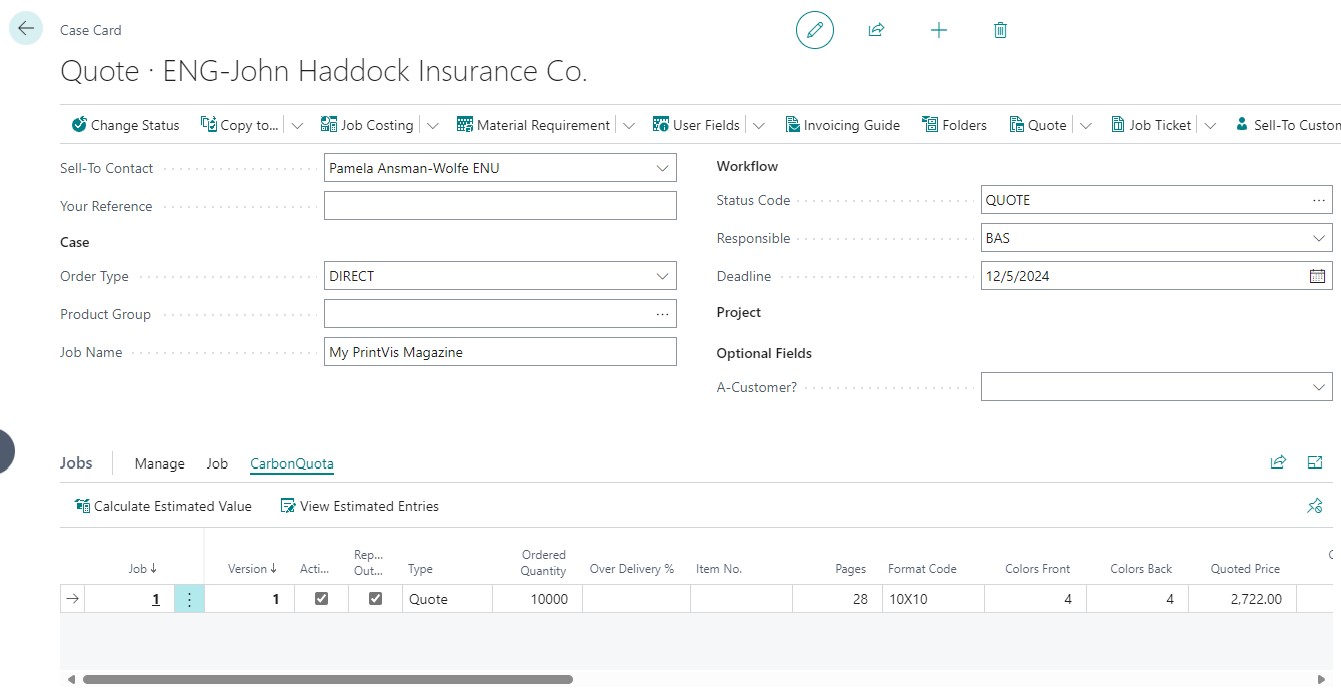 Case Card
Quote · ENG-John Haddock Insurance Co.
Change Status Copy to... Job Costing Material Requirement User Fields Invoicing Guide Folders Quote Job Ticket Sell-To Custom
Sell-To Contact Pamela Ansman-Wolfe ENU
Your Reference
Case
Order Type DIRECT
Product Group ...
Job Name My PrintVis Magazine
Workflow
Status Code QUOTE ...
Responsible BAS
Deadline 12/5/2024
Project
Optional Fields
A-Customer?
Jobs Manage Job CarbonQuota
Calculate Estimated Value View Estimated Entries
Job↓ Version↓ Acti... Rep... Out... Type Ordered Quantity Over Delivery % Item No. Pages Format Code Colors Front Colors Back Quoted Price
1 1 Quote 10000 28 10X10 4 4 2,722.00